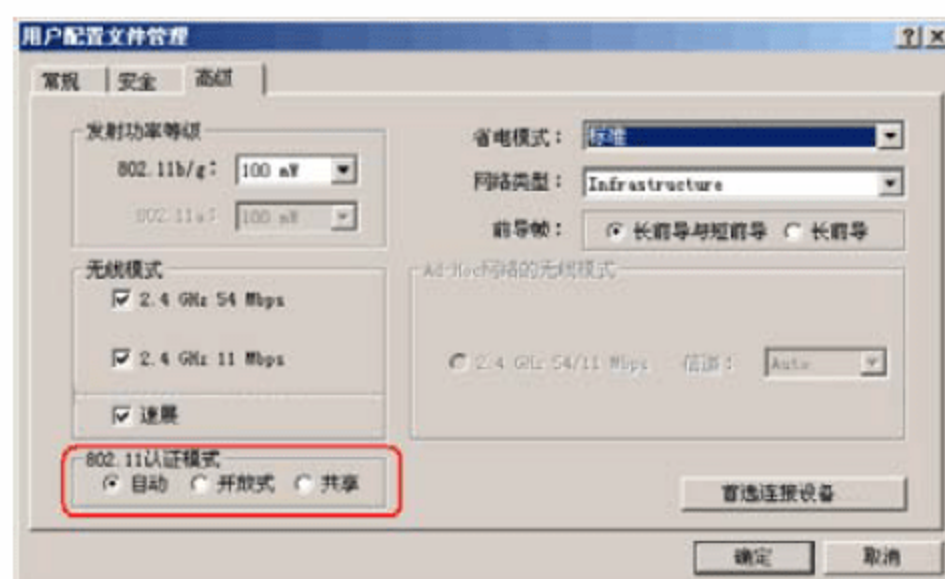 用户配置文件管理
常规 安全 高级
发射功率等级
802.11b/g: 100 mW
802.11a: 100 mW
省电模式: 标准
网络类型: Infrastructure
前导帧: 长前导与短前导 长前导
无线模式
2.4 GHz 54 Mbps
2.4 GHz 11 Mbps
速展
Ad-Hoc网络的无线模式
2.4 GHz 54/11 Mbps 信道: Auto
802.11认证模式
自动 开放式 共享
首选连接设备
确定 取消